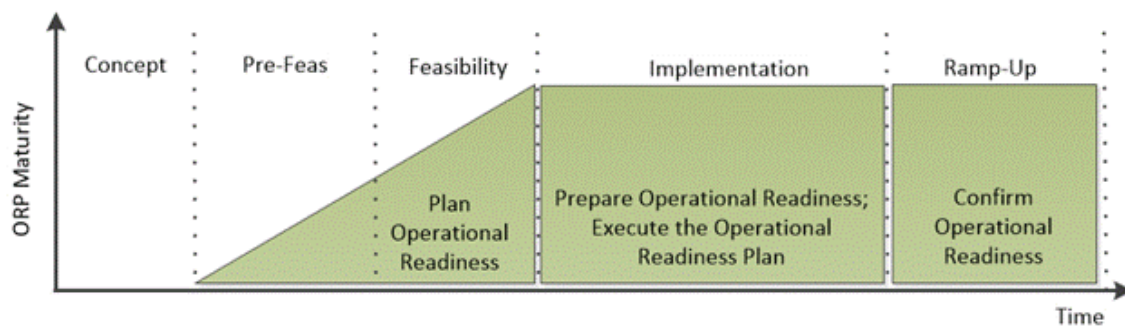 Concept
Pre-Feas
Feasibility
Implementation
Ramp-Up
ORP Maturity
Plan
Operational
Readiness
Prepare Operational Readiness;
Execute the Operational
Readiness Plan
Confirm
Operational
Readiness
Time